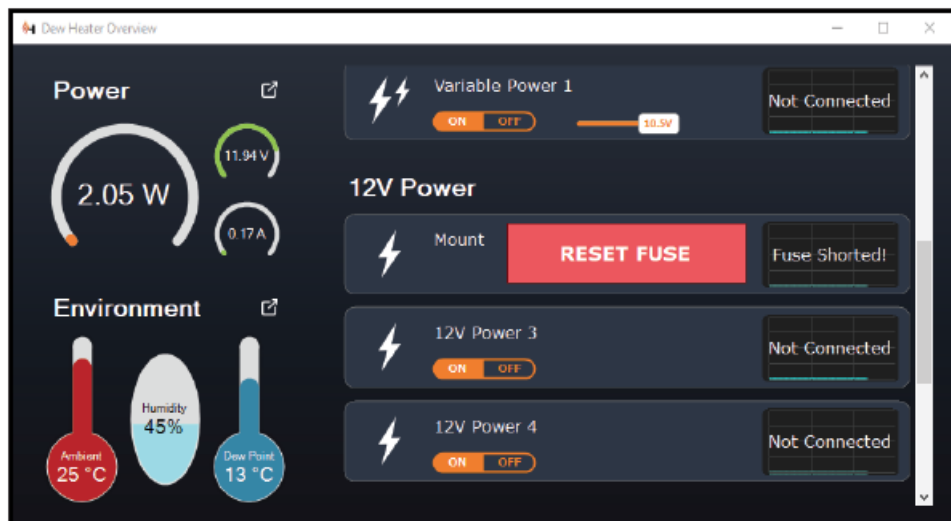 Dew Heater Overview
Power
2.05 W
11.94 V
0.17 A
Environment
Ambient
25 °C
Humidity
45%
Dew Point
13 °C
Variable Power 1
ON OFF
10.5V
Not Connected
12V Power
Mount
RESET FUSE
Fuse Shorted!
12V Power 3
ON OFF
Not Connected
12V Power 4
ON OFF
Not Connected